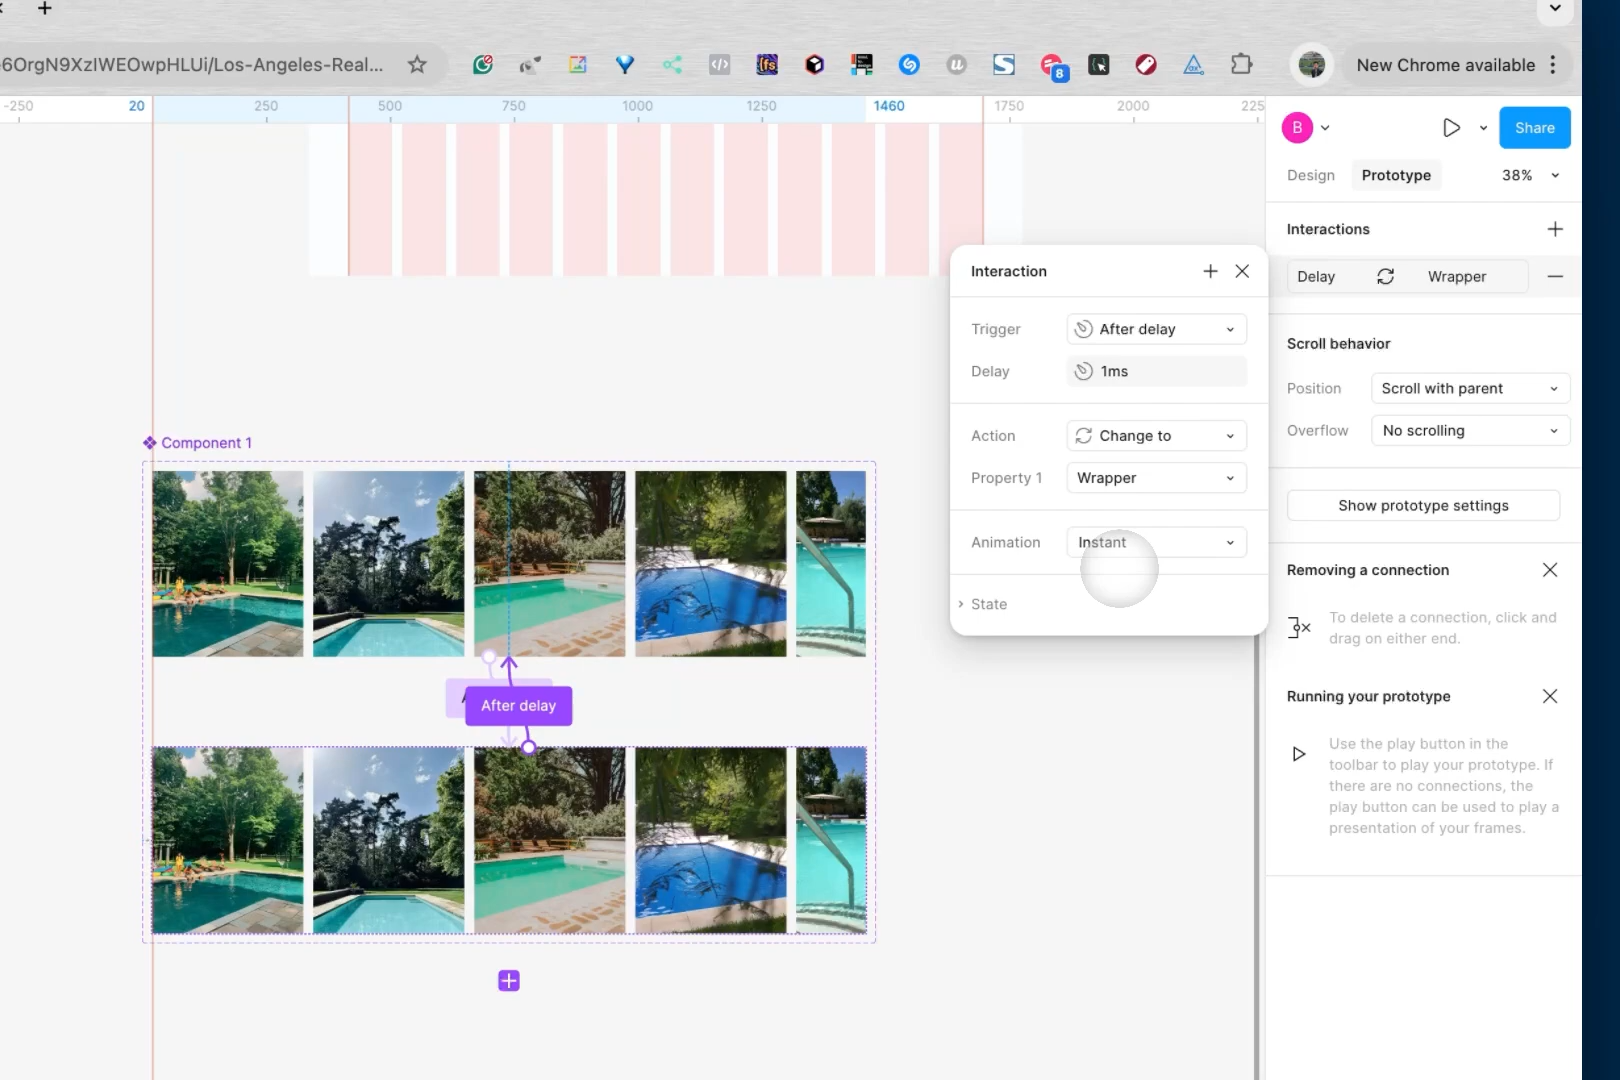 6OrgN9XzIWEOwpHLUi/Los-Angeles-Real...
8
New Chrome available
-250
20
250
500
750
1000
1250
1460
1750
2000
225
B
Share
Design
Prototype
38%
Interactions
Delay
Wrapper
Interaction
Trigger
After delay
Delay
1ms
Action
Change to
Property 1
Wrapper
Animation
Instant
State
Scroll behavior
Position
Scroll with parent
Overflow
No scrolling
Show prototype settings
Removing a connection
To delete a connection, click and
drag on either end.
Running your prototype
Use the play button in the
toolbar to play your prototype. If
there are no connections, the
play button can be used to play a
presentation of your frames.
Component 1
After delay